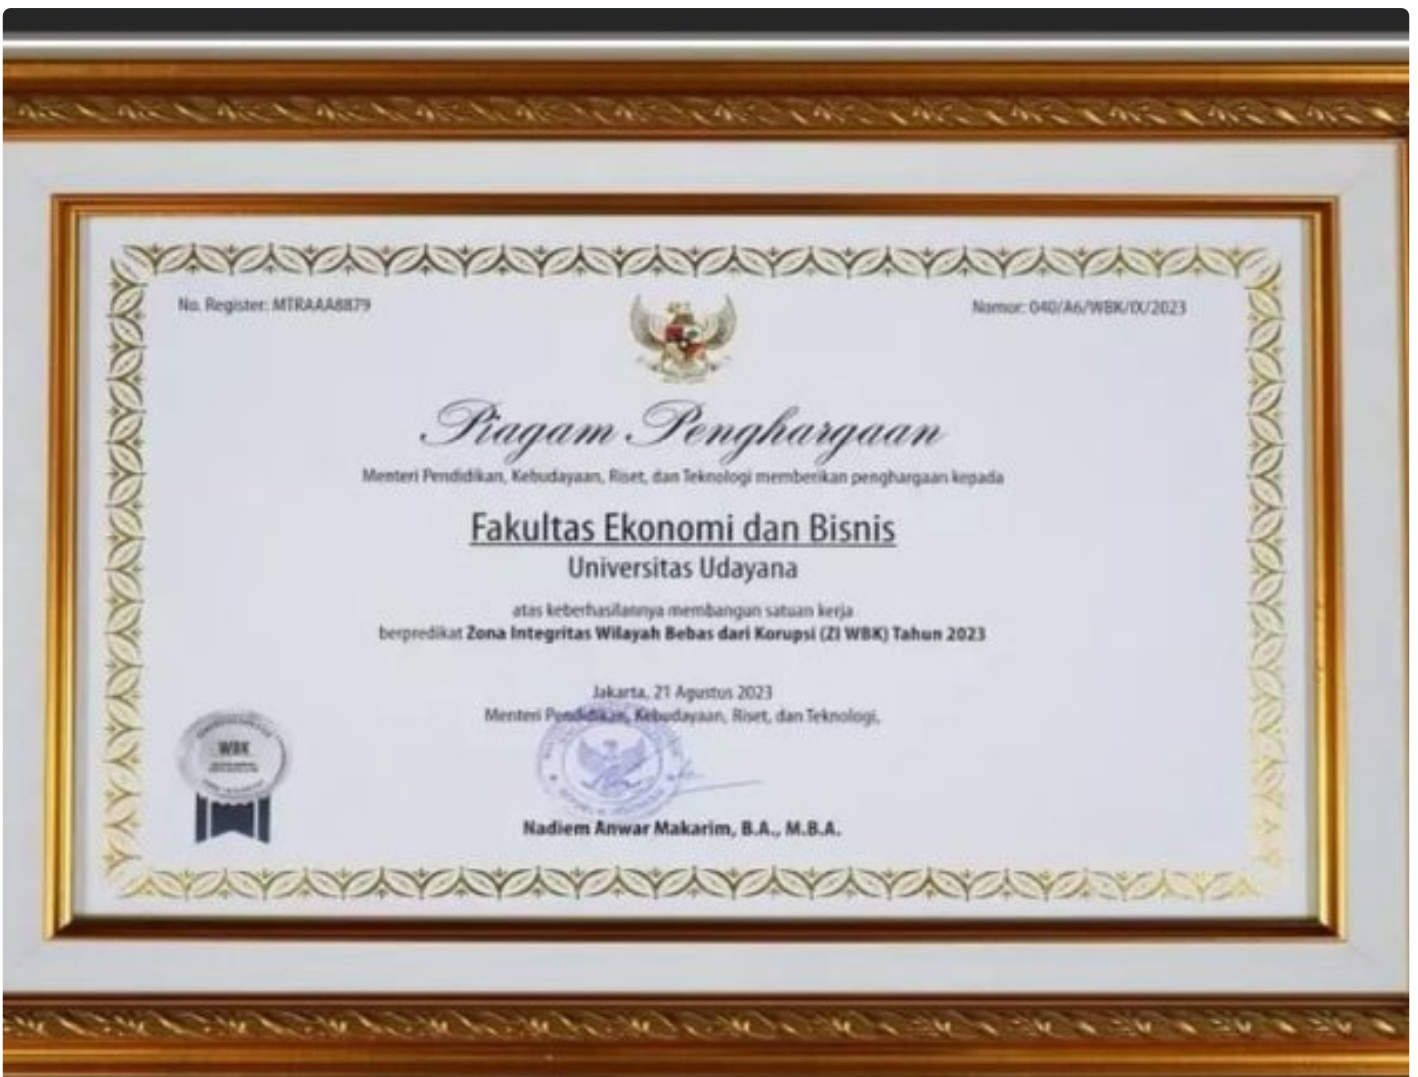 No. Register: MTRAAA8879
Nomor: 040/A6/WBK/IX/2023
Piagam Penghargaan
Menteri Pendidikan, Kebudayaan, Riset, dan Teknologi memberikan penghargaan kepada
Fakultas Ekonomi dan Bisnis
Universitas Udayana
atas keberhasilannya membangun satuan kerja
berpredikat Zona Integritas Wilayah Bebas dari Korupsi (ZI WBK) Tahun 2023
Jakarta, 21 Agustus 2023
Menteri Pendidikan, Kebudayaan, Riset, dan Teknologi,
WBK
Nadiem Anwar Makarim, B.A., M.B.A.